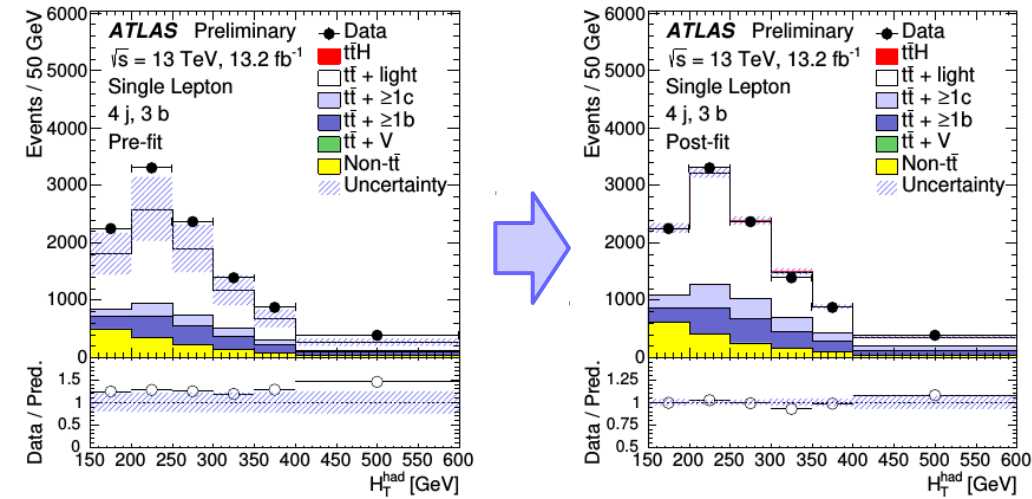 Events / 50 GeV
6000
5000
4000
3000
2000
1000
0
ATLAS Preliminary
√s = 13 TeV, 13.2 fb⁻¹
Single Lepton
4 j, 3 b
Pre-fit
Data
tt̄H
tt̄ + light
tt̄ + ≥1c
tt̄ + ≥1b
tt̄ + V
Non-tt̄
Uncertainty
Data / Pred.
1.5
1
0.5
0
150 200 250 300 350 400 450 500 550 600
H_T^had [GeV]
Events / 50 GeV
6000
5000
4000
3000
2000
1000
0
ATLAS Preliminary
√s = 13 TeV, 13.2 fb⁻¹
Single Lepton
4 j, 3 b
Post-fit
Data
tt̄H
tt̄ + light
tt̄ + ≥1c
tt̄ + ≥1b
tt̄ + V
Non-tt̄
Uncertainty
Data / Pred.
1.25
1
0.75
0.5
150 200 250 300 350 400 450 500 550 600
H_T^had [GeV]